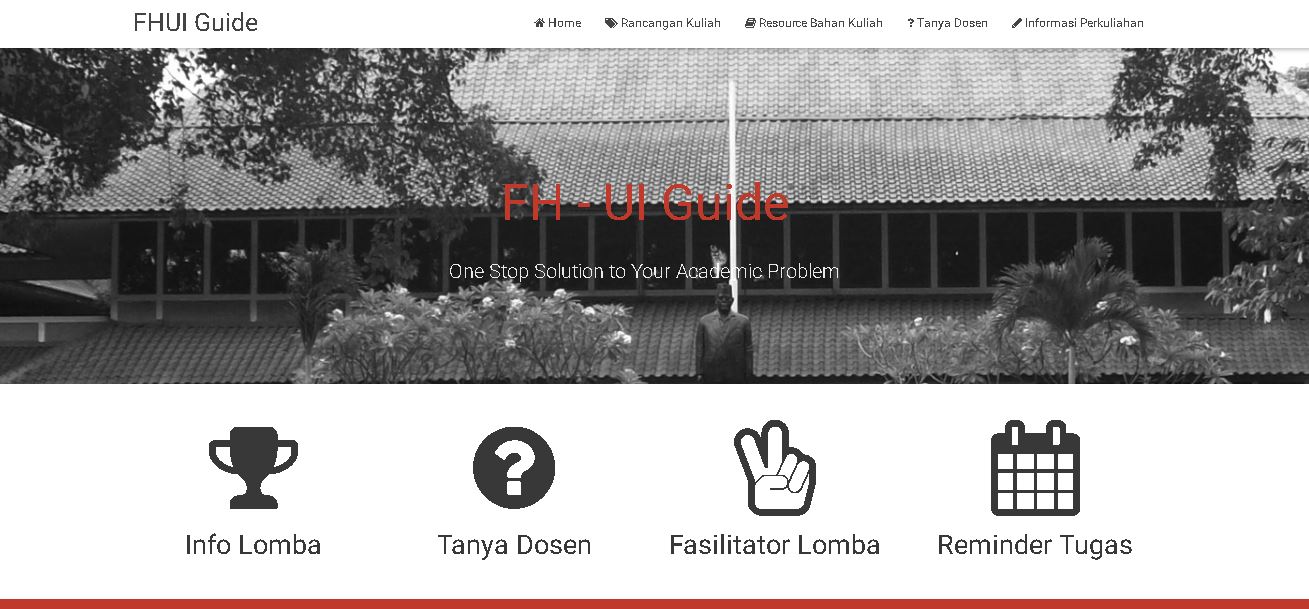 FHUI Guide
Home
Rancangan Kuliah
Resource Bahan Kuliah
Tanya Dosen
Informasi Perkuliahan
FH - UI Guide
One Stop Solution to Your Academic Problem
Info Lomba
Tanya Dosen
Fasilitator Lomba
Reminder Tugas